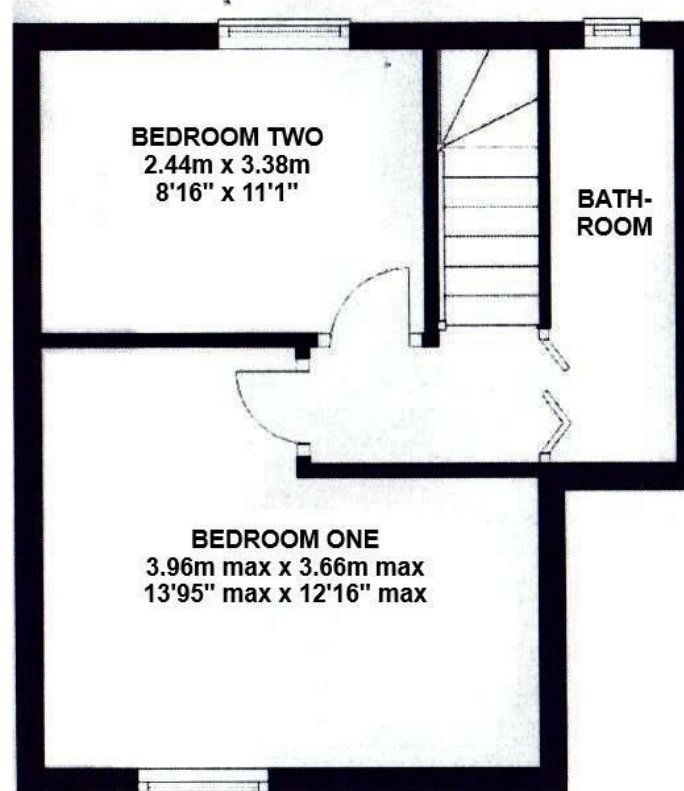 BEDROOM TWO
2.44m x 3.38m
8'16" x 11'1"
BATH-
ROOM
BEDROOM ONE
3.96m max x 3.66m max
13'95" max x 12'16" max